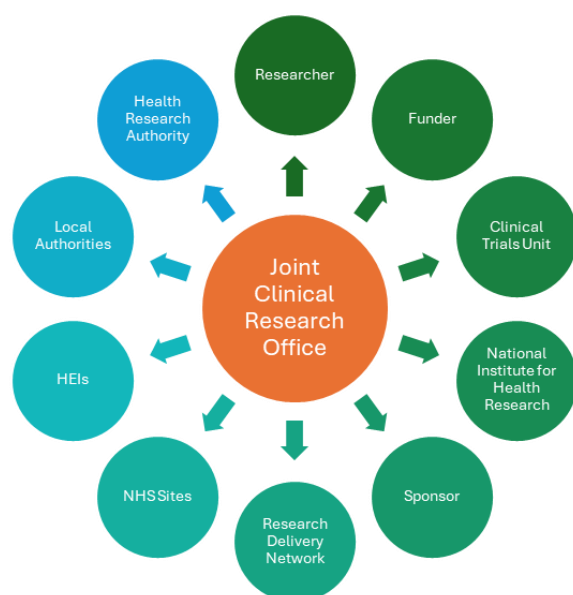 Researcher
Funder
Clinical
Trials Unit
National
Institute for
Health
Research
Sponsor
Research
Delivery
Network
NHS Sites
HEIs
Local
Authorities
Health
Research
Authority
Joint
Clinical
Research
Office